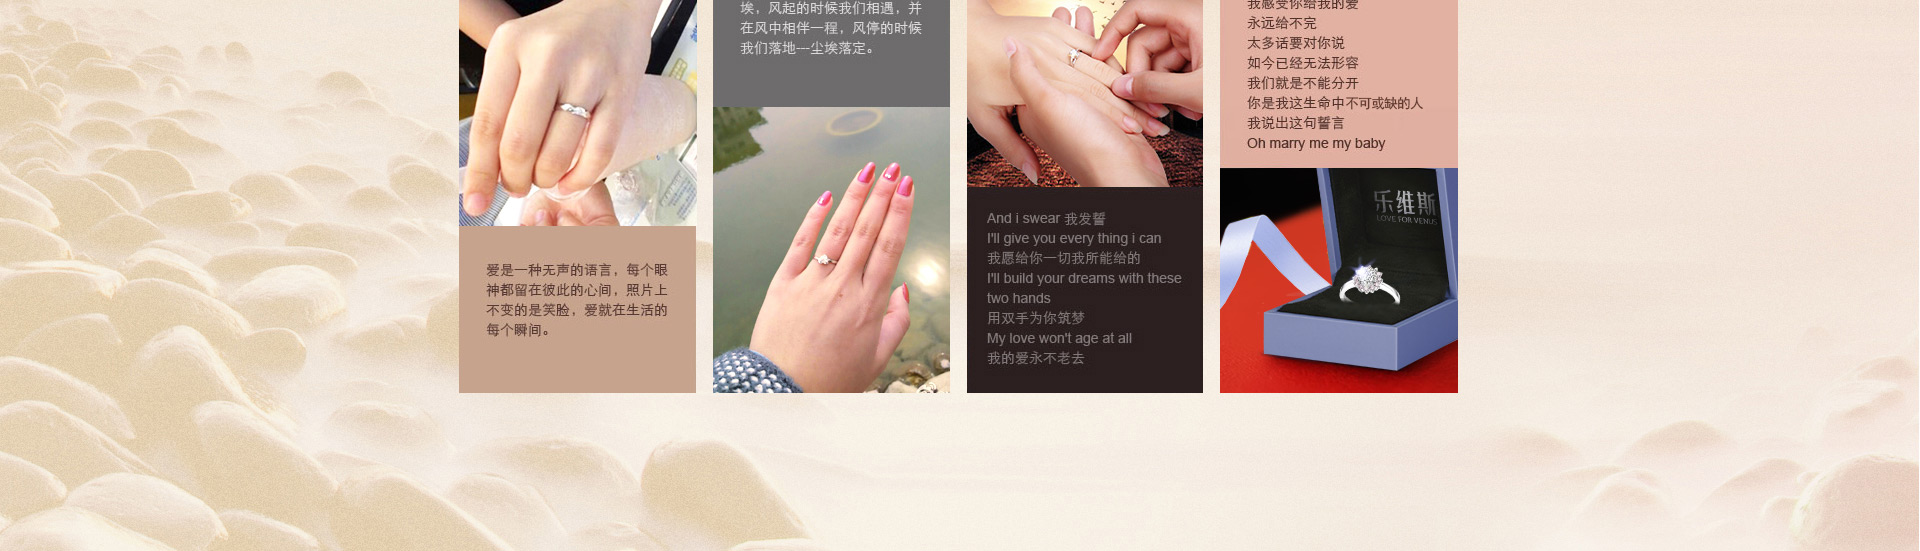 爱是一种无声的语言，每个眼
神都留在彼此的心间，照片上
不变的是笑脸，爱就在生活的
每个瞬间。
埃，风起的时候我们相遇，并
在风中相伴一程，风停的时候
我们落地---尘埃落定。
And i swear 我发誓
I'll give you every thing i can
我愿给你一切我所能给的
I'll build your dreams with these
two hands
用双手为你筑梦
My love won't age at all
我的爱永不老去
我感受你给我的爱
永远给不完
太多话要对你说
如今已经无法形容
我们就是不能分开
你是我这生命中不可或缺的人
我说出这句誓言
Oh marry me my baby
乐维斯
LOVE FOR VENUS